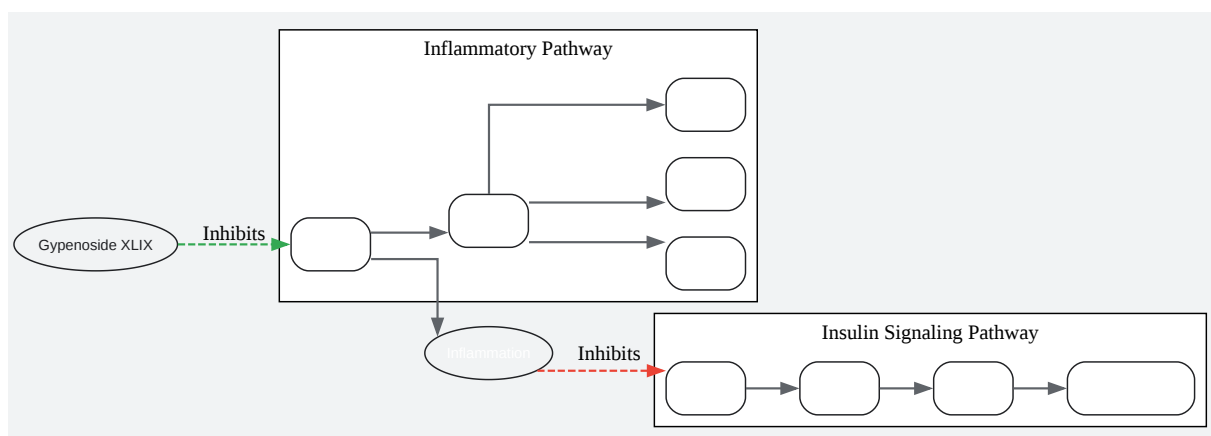 Inflammatory Pathway
Gypenoside XLIX
Inhibits
Inflammation
Inhibits
Insulin Signaling Pathway